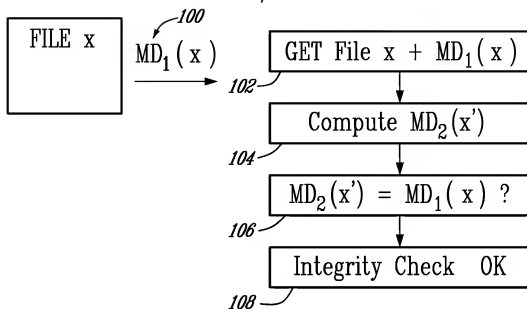 100
FILE x
MD₁(x)
GET File x + MD₁(x)
102
Compute MD₂(x')
104
MD₂(x') = MD₁(x) ?
106
Integrity Check OK
108